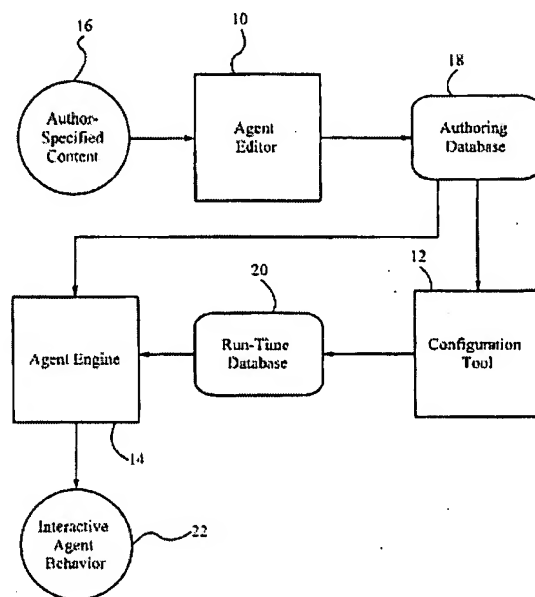 16
10
18
Author-
Specified
Content
Agent
Editor
Authoring
Database
20
12
Agent Engine
Run-Time
Database
Configuration
Tool
14
Interactive
Agent
Behavior
22